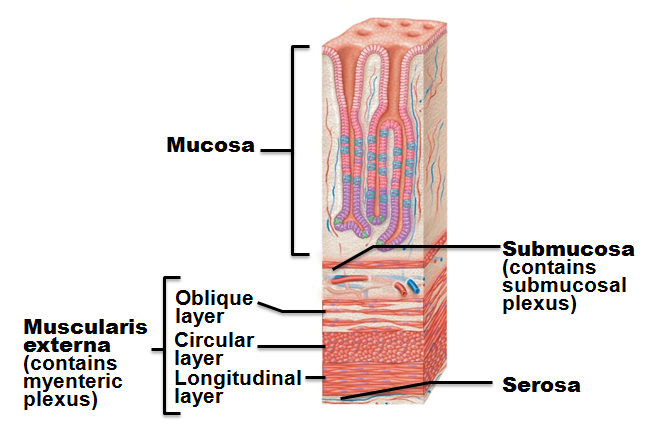 Mucosa
Submucosa
(contains
submucosal
plexus)
Muscularis
externa
(contains
myenteric
plexus)
Oblique
layer
Circular
layer
Longitudinal
layer
Serosa